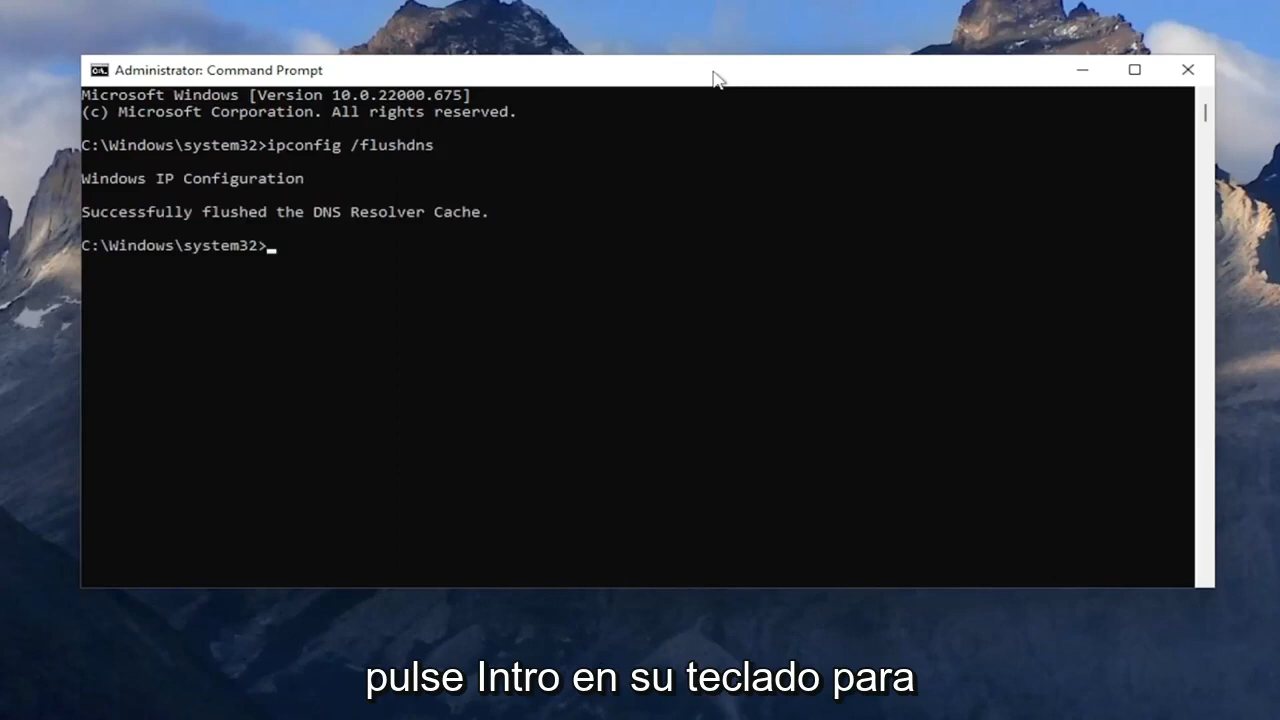 Administrator: Command Prompt
Microsoft Windows [Version 10.0.22000.675]
(c) Microsoft Corporation. All rights reserved.
C:\Windows\system32>ipconfig /flushdns
Windows IP Configuration
Successfully flushed the DNS Resolver Cache.
C:\Windows\system32>
pulse Intro en su teclado para